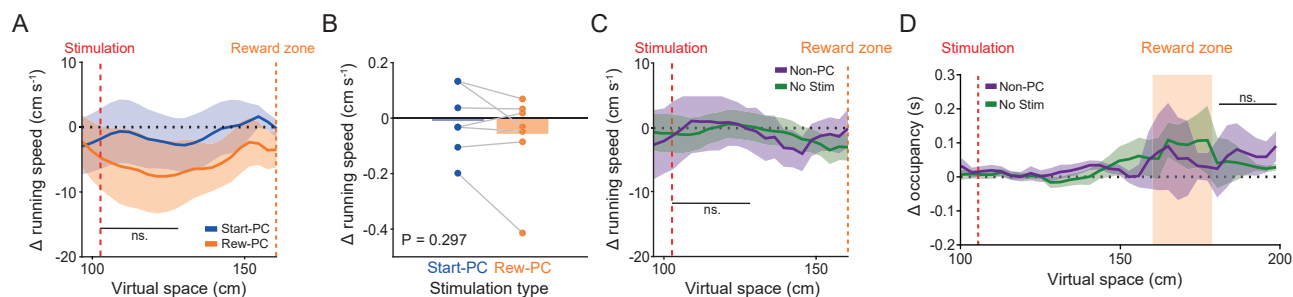 A
Stimulation
Reward zone
Δ running speed (cm s⁻¹)
10
0
-10
-20
ns.
Start-PC
Rew-PC
100
150
Virtual space (cm)
B
Δ running speed (cm s⁻¹)
0.2
0
-0.2
-0.4
P = 0.297
Start-PC
Rew-PC
Stimulation type
C
Stimulation
Reward zone
Δ running speed (cm s⁻¹)
10
0
-10
-20
Non-PC
No Stim
ns.
100
150
Virtual space (cm)
D
Stimulation
Reward zone
Δ occupancy (s)
0.3
0.2
0.1
0
-0.1
-0.2
Non-PC
No Stim
ns.
100
150
200
Virtual space (cm)